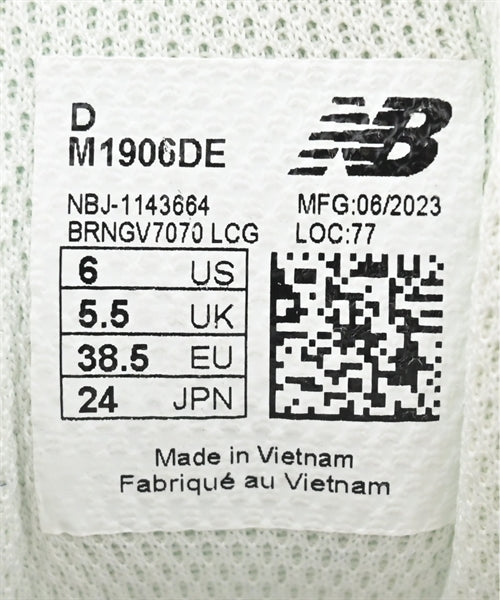 D
M1906DE
NB
NBJ-1143664
MFG:06/2023
BRNGV7070 LCG
LOC:77
6 US
5.5 UK
38.5 EU
24 JPN
Made in Vietnam
Fabriqué au Vietnam